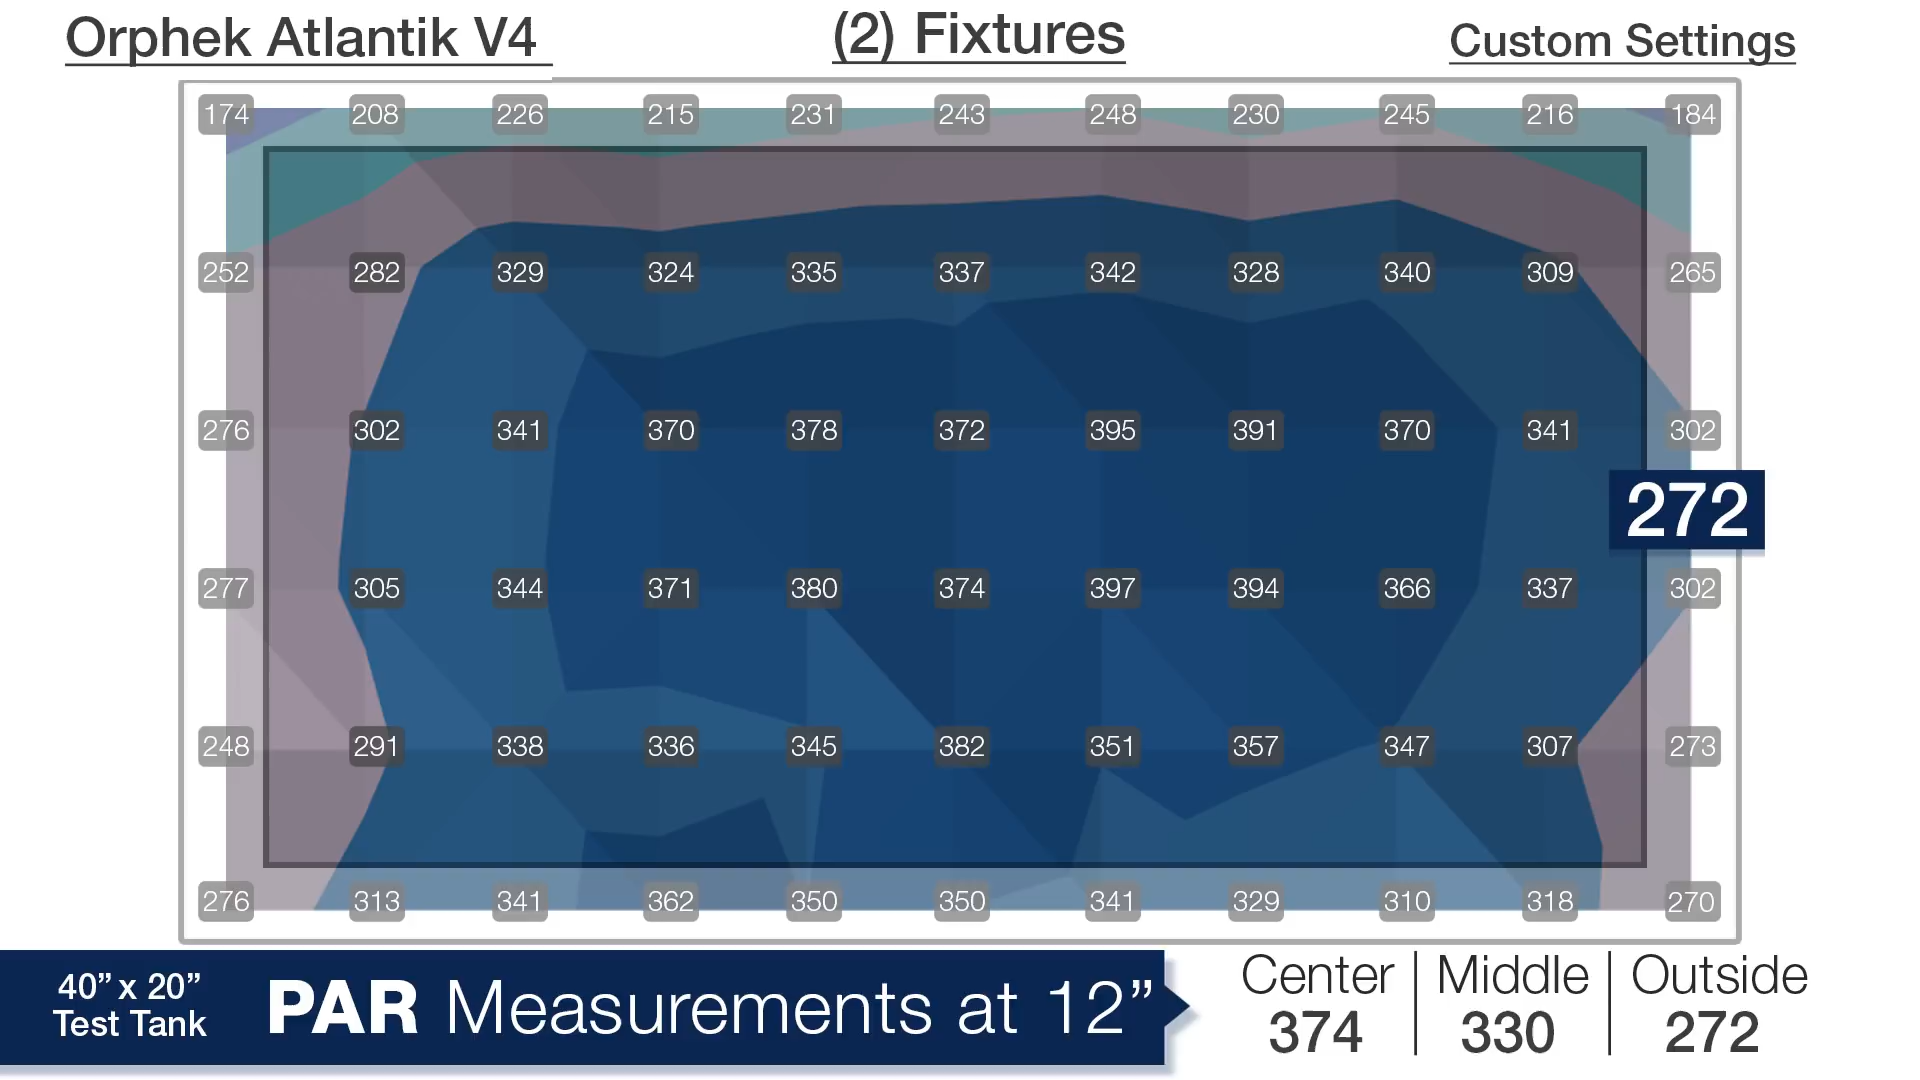 Orphek Atlantik V4 (2) Fixtures Custom Settings
174 208 226 215 231 243 248 230 245 216 184
252 282 329 324 335 337 342 328 340 309 265
276 302 341 370 378 372 395 391 370 341 302
272
277 305 344 371 380 374 397 394 366 337 302
248 291 338 336 345 382 351 357 347 307 273
276 313 341 362 350 350 341 329 310 318 270
40” x 20”
Test Tank
PAR Measurements at 12”
Center Middle Outside
374 330 272